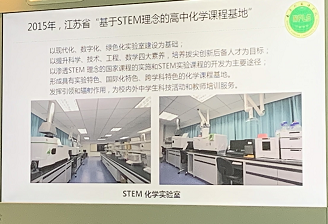 2015年，江苏省“基于STEM理念的高中化学课程基地”
以现代化、数字化、绿色化实验室建设为基础；
以提升科学、技术、工程、数学四大素养，培养拔尖创新后备人才为目标；
以渗透STEM 理念的国家课程的实施和STEM实验课程的开发为主要途径；
形成具有实验特色、国际化特色、跨学科特色的化学课程基地。
发挥引领和辐射作用，为校内外中学生科技活动和教师培训服务。
STEM 化学实验室